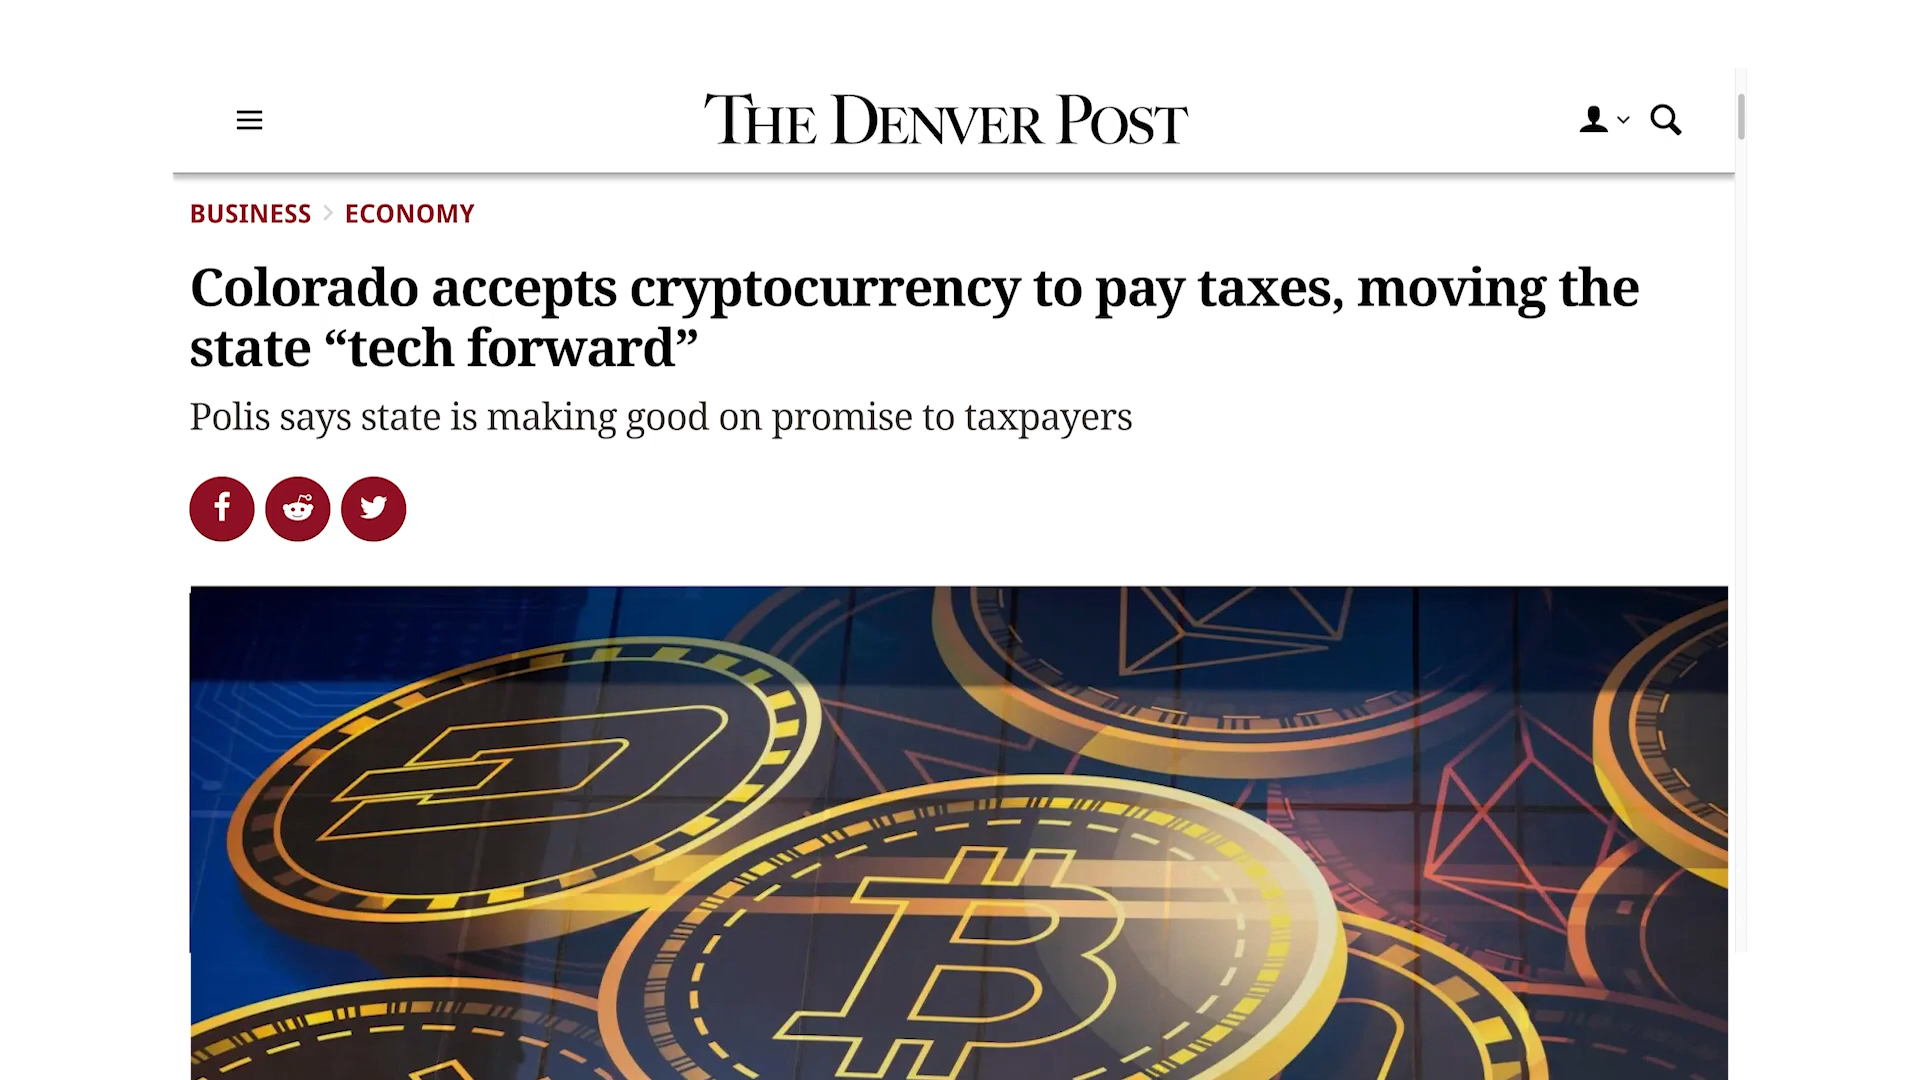 THE DENVER POST
BUSINESS > ECONOMY
Colorado accepts cryptocurrency to pay taxes, moving the
state “tech forward”
Polis says state is making good on promise to taxpayers